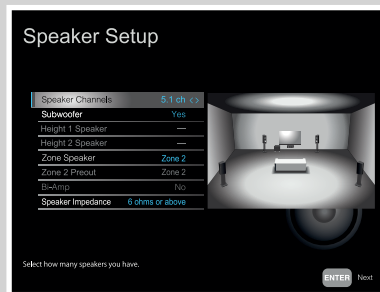 Speaker Setup
Speaker Channels 5.1 ch <>
Subwoofer Yes
Height 1 Speaker ---
Height 2 Speaker ---
Zone Speaker Zone 2
Zone 2 Preout Zone 2
Bi-Amp No
Speaker Impedance 6 ohms or above
Select how many speakers you have.
ENTER Next